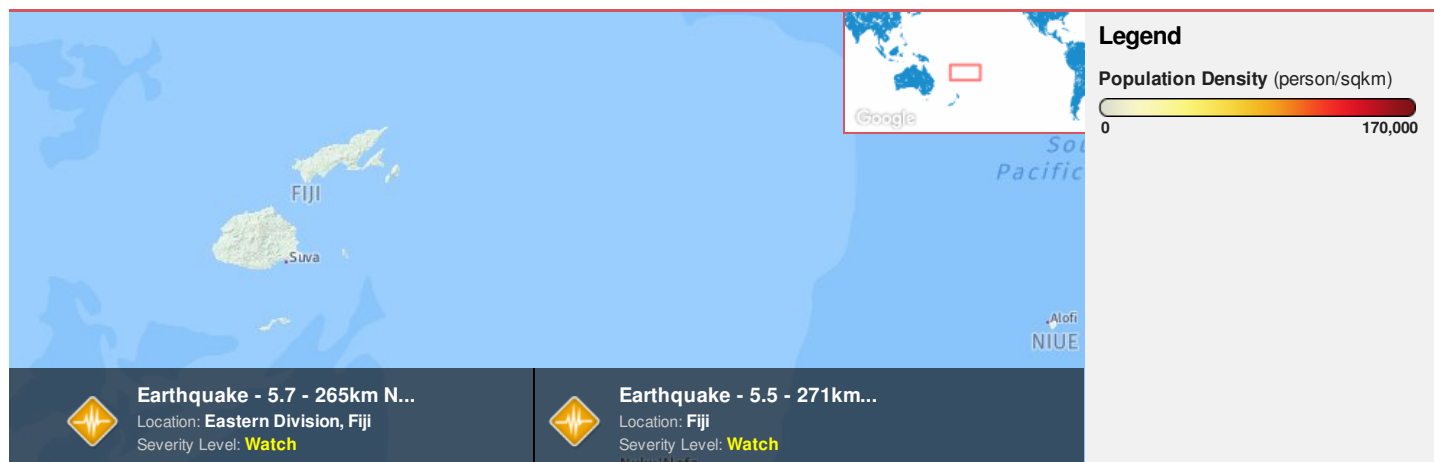 Google
Sou
Pacific
FIJI
Suva
Alofi
NIUE
Earthquake - 5.7 - 265km N...
Location: Eastern Division, Fiji
Severity Level: Watch
Earthquake - 5.5 - 271km...
Location: Fiji
Severity Level: Watch
Legend
Population Density (person/sqkm)
0 170,000